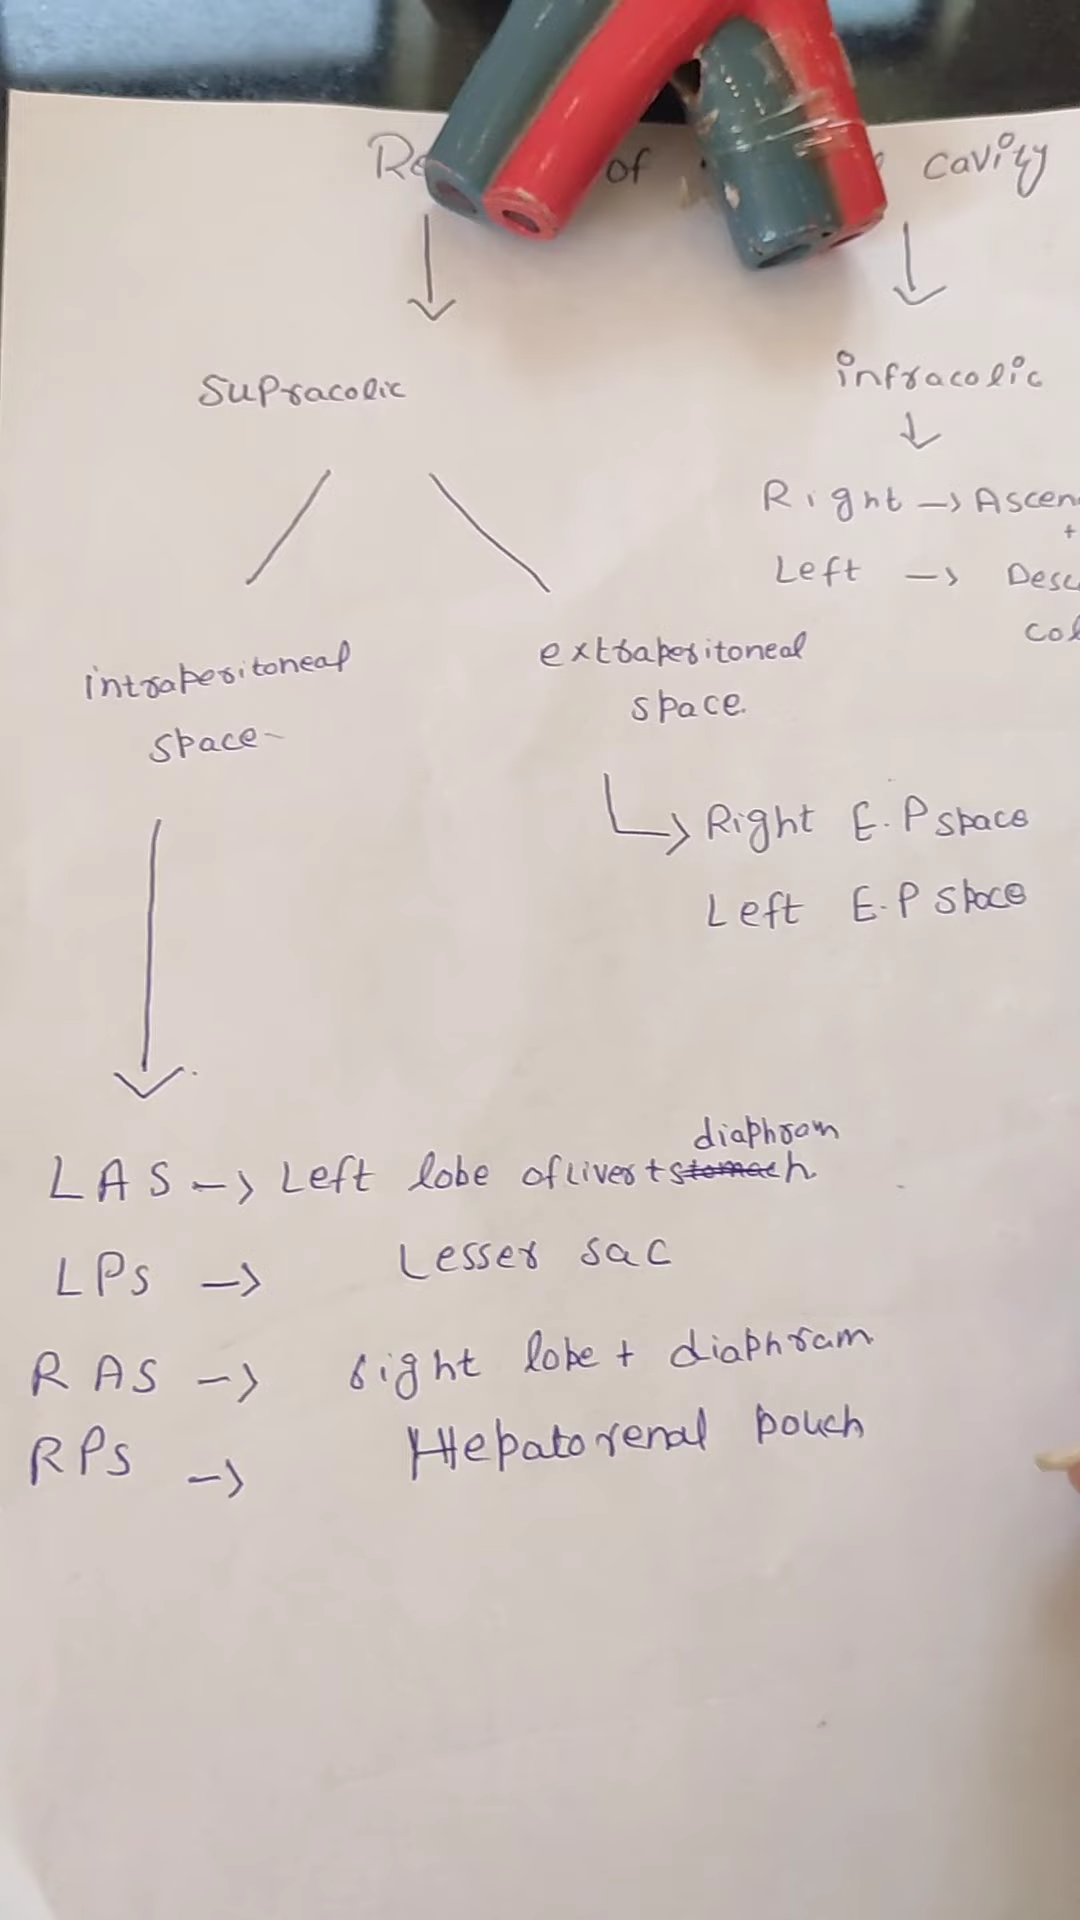 of cavity
Supracolic
infracolic
Right → Ascen
+
Left → Desc
col
intraperitoneal
space
extraperitoneal
space.
Right E.P space
Left E.P space
diaphram
LAS → Left lobe of liver + stomach
LPS → Lesser sac
RAS → right lobe + diaphram
RPS → Hepatorenal pouch